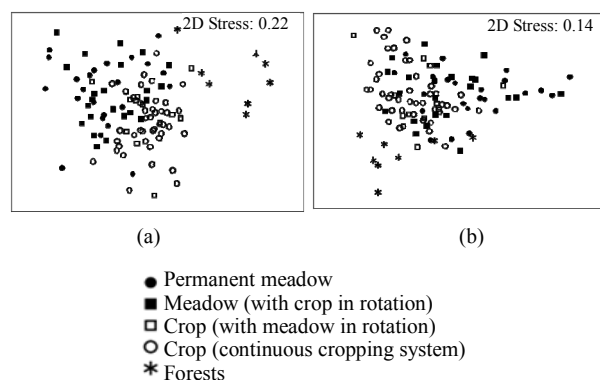 2D Stress: 0.22
2D Stress: 0.14
(a)
(b)
Permanent meadow
Meadow (with crop in rotation)
Crop (with meadow in rotation)
Crop (continuous cropping system)
Forests